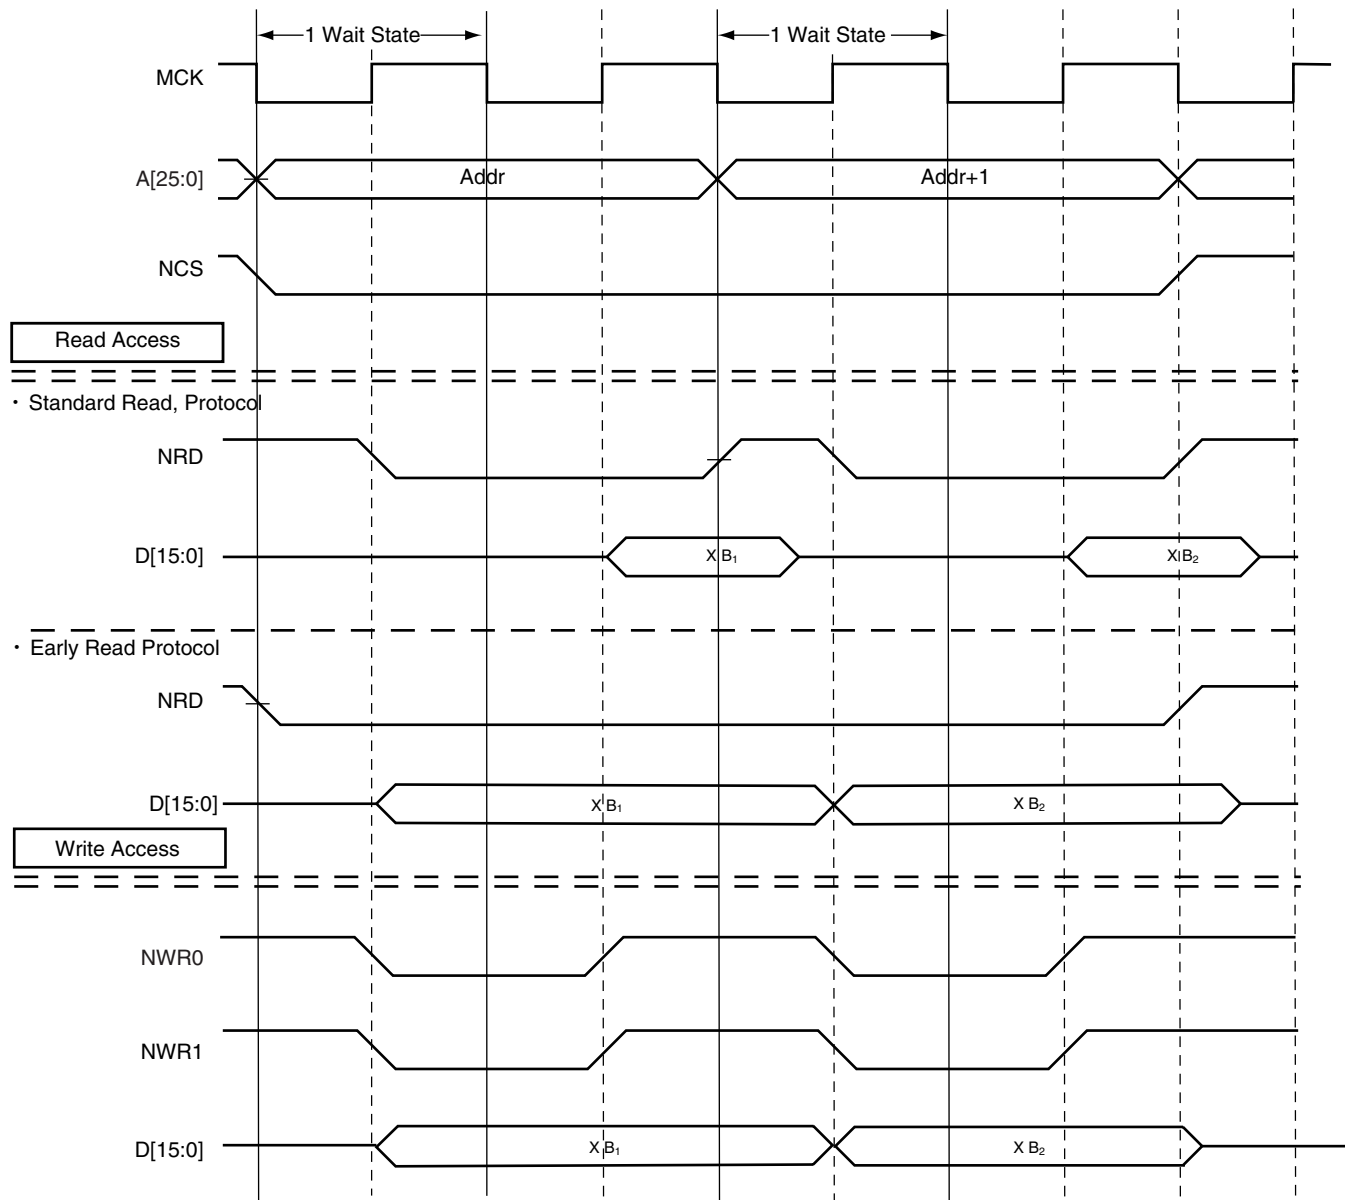 1 Wait State 1 Wait State
MCK
A[25:0] Addr Addr+1
NCS
Read Access
· Standard Read, Protocol
NRD
D[15:0] X B₁ X B₂
· Early Read Protocol
NRD
D[15:0] X B₁ X B₂
Write Access
NWR0
NWR1
D[15:0] X B₁ X B₂